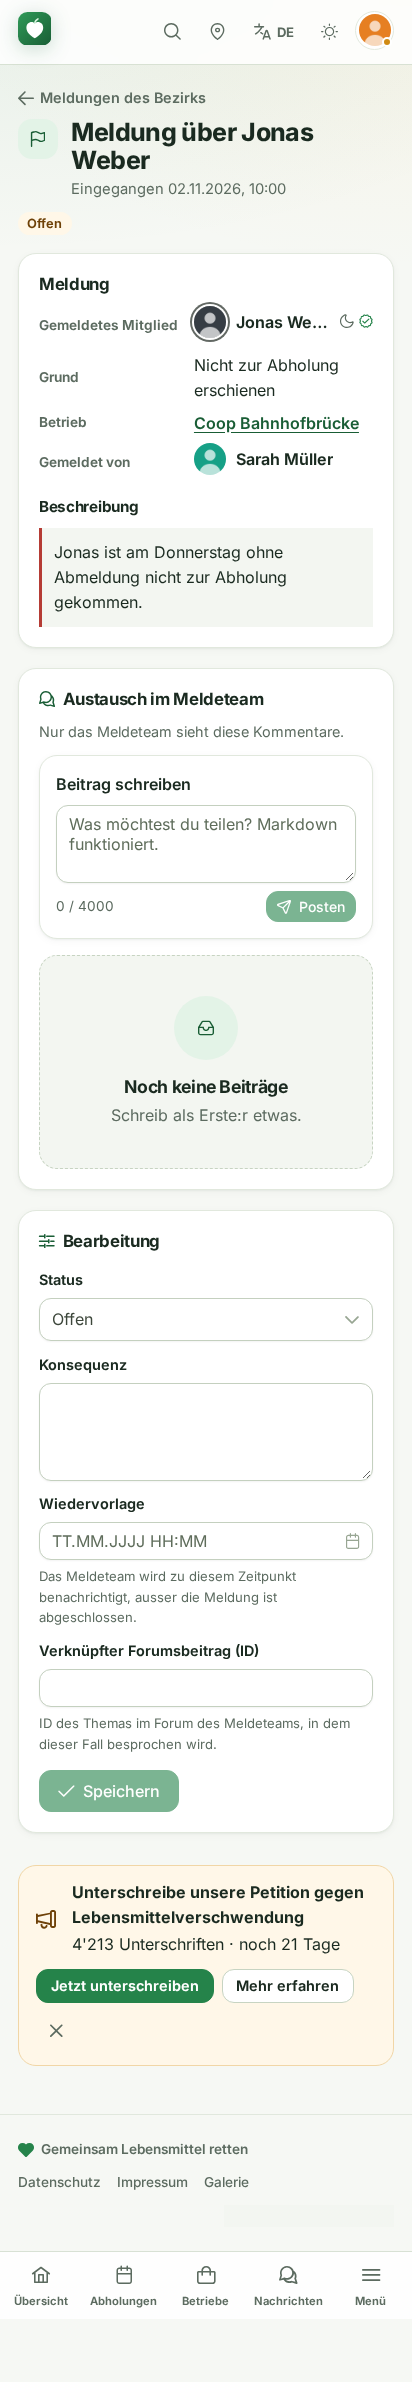 DE
Meldungen des Bezirks
Meldung über Jonas
Weber
Eingegangen 02.11.2026, 10:00
Offen
Meldung
Gemeldetes Mitglied
Jonas We...
Grund
Nicht zur Abholung
erschienen
Betrieb
Coop Bahnhofbrücke
Gemeldet von
Sarah Müller
Beschreibung
Jonas ist am Donnerstag ohne
Abmeldung nicht zur Abholung
gekommen.
Austausch im Meldeteam
Nur das Meldeteam sieht diese Kommentare.
Beitrag schreiben
Was möchtest du teilen? Markdown
funktioniert.
0 / 4000
Posten
Noch keine Beiträge
Schreib als Erste:r etwas.
Bearbeitung
Status
Offen
Konsequenz
Wiedervorlage
TT.MM.JJJJ HH:MM
Das Meldeteam wird zu diesem Zeitpunkt
benachrichtigt, ausser die Meldung ist
abgeschlossen.
Verknüpfter Forumsbeitrag (ID)
ID des Themas im Forum des Meldeteams, in dem
dieser Fall besprochen wird.
Speichern
Unterschreibe unsere Petition gegen
Lebensmittelverschwendung
4'213 Unterschriften · noch 21 Tage
Jetzt unterschreiben
Mehr erfahren
Gemeinsam Lebensmittel retten
Datenschutz
Impressum
Galerie
Übersicht
Abholungen
Betriebe
Nachrichten
Menü